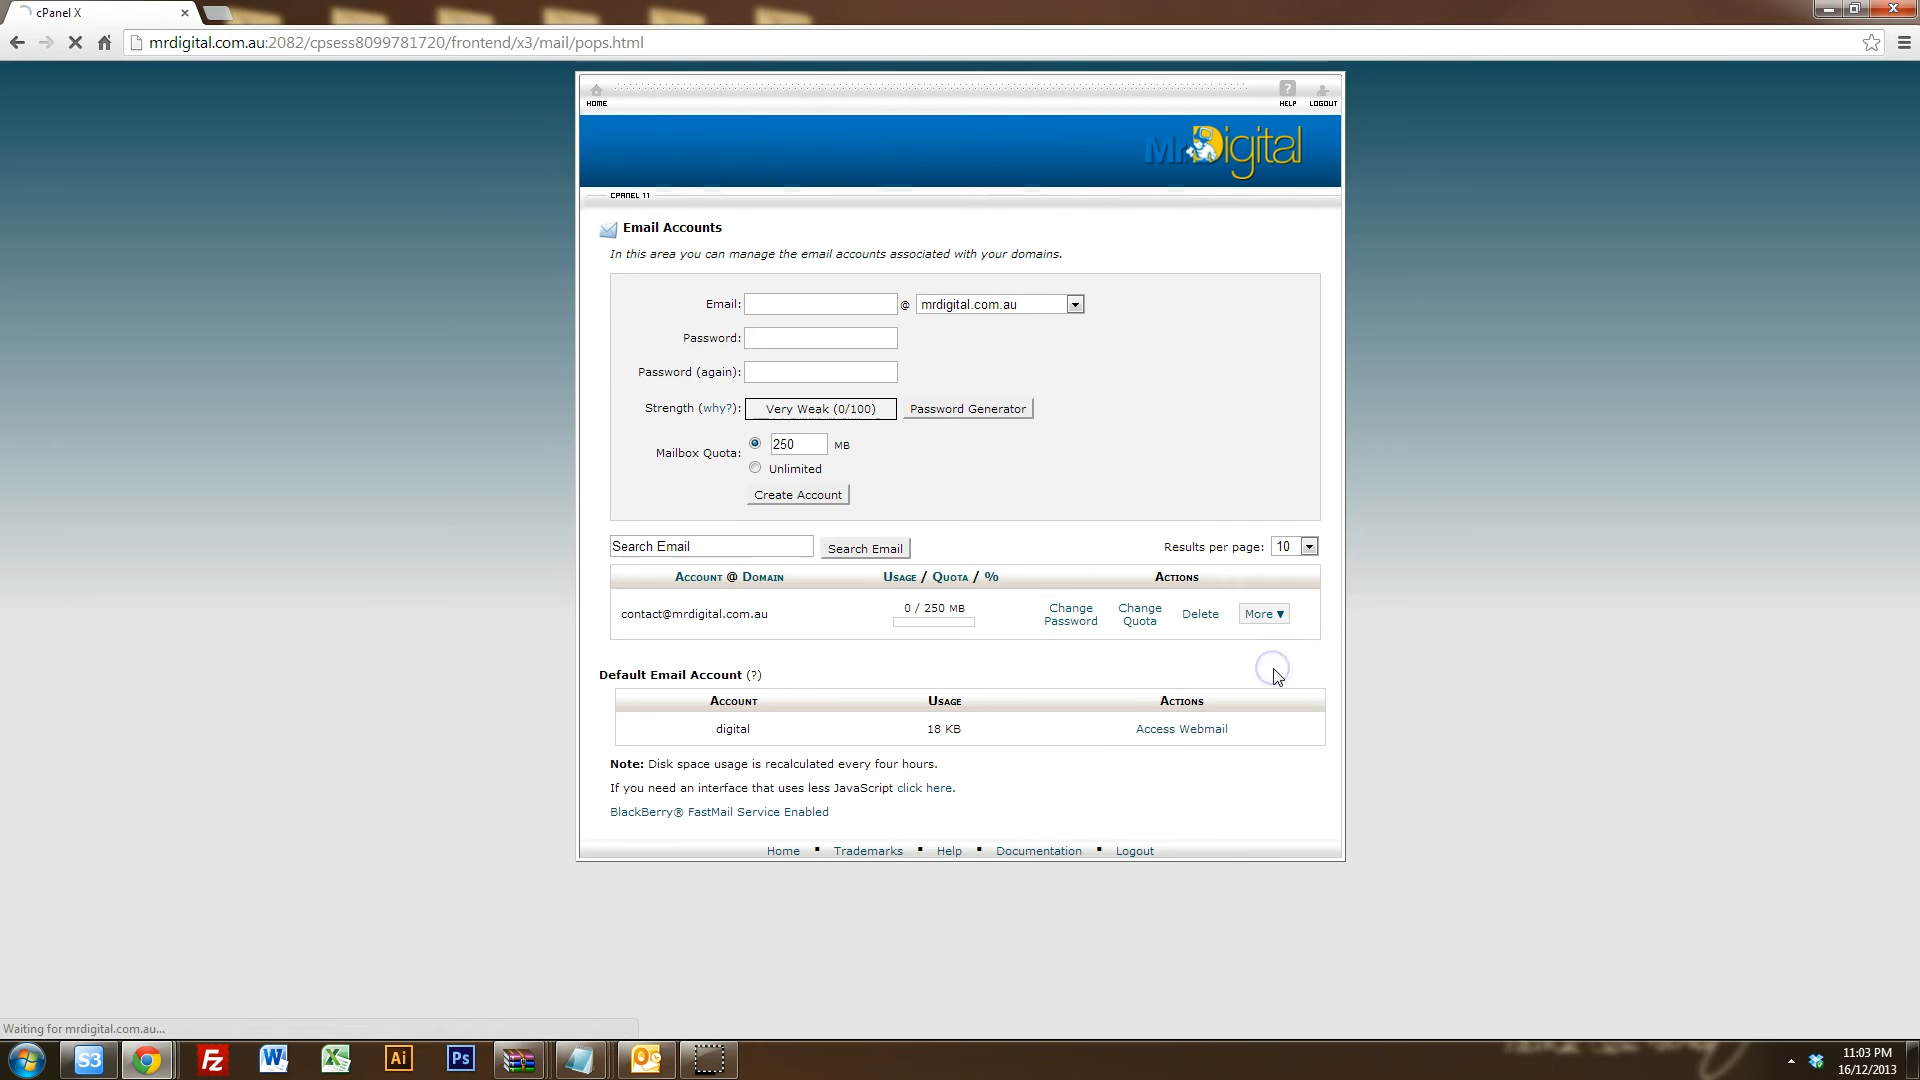 cPanel X
mrdigital.com.au:2082/cpsess8099781720/frontend/x3/mail/pops.html
HOME
HELP
LOGOUT
MrDigital
CPANEL 11
Email Accounts
In this area you can manage the email accounts associated with your domains.
Email: @ mrdigital.com.au
Password:
Password (again):
Strength (why?): Very Weak (0/100) Password Generator
Mailbox Quota: 250 MB
Unlimited
Create Account
Search Email Search Email Results per page: 10
Account @ Domain Usage / Quota / % Actions
contact@mrdigital.com.au 0 / 250 MB Change Password Change Quota Delete More ▼
Default Email Account (?)
Account Usage Actions
digital 18 KB Access Webmail
Note: Disk space usage is recalculated every four hours.
If you need an interface that uses less JavaScript click here.
BlackBerry® FastMail Service Enabled
Home ▪ Trademarks ▪ Help ▪ Documentation ▪ Logout
Waiting for mrdigital.com.au...
S3
Fz
W
X
Ai
Ps
11:03 PM
16/12/2013